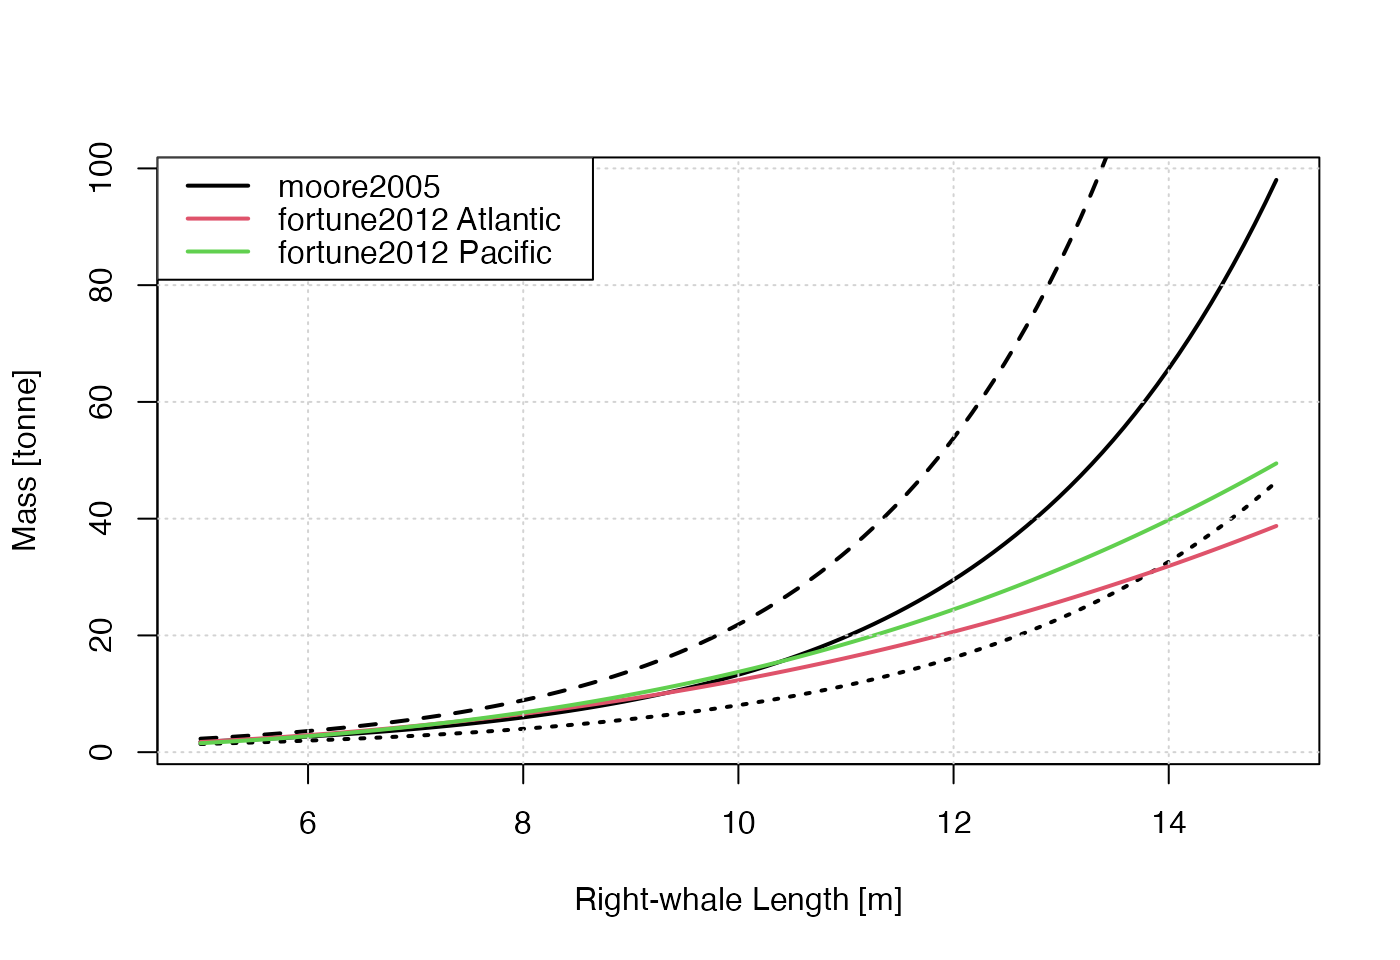 moore2005
fortune2012 Atlantic
fortune2012 Pacific
100
80
60
40
20
0
Mass [tonne]
6 8 10 12 14
Right-whale Length [m]